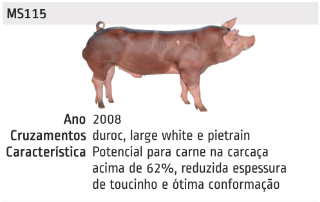 MS115
Ano 2008
Cruzamentos duroc, large white e pietrain
Característica Potencial para carne na carcaça
acima de 62%, reduzida espessura
de toucinho e ótima conformação